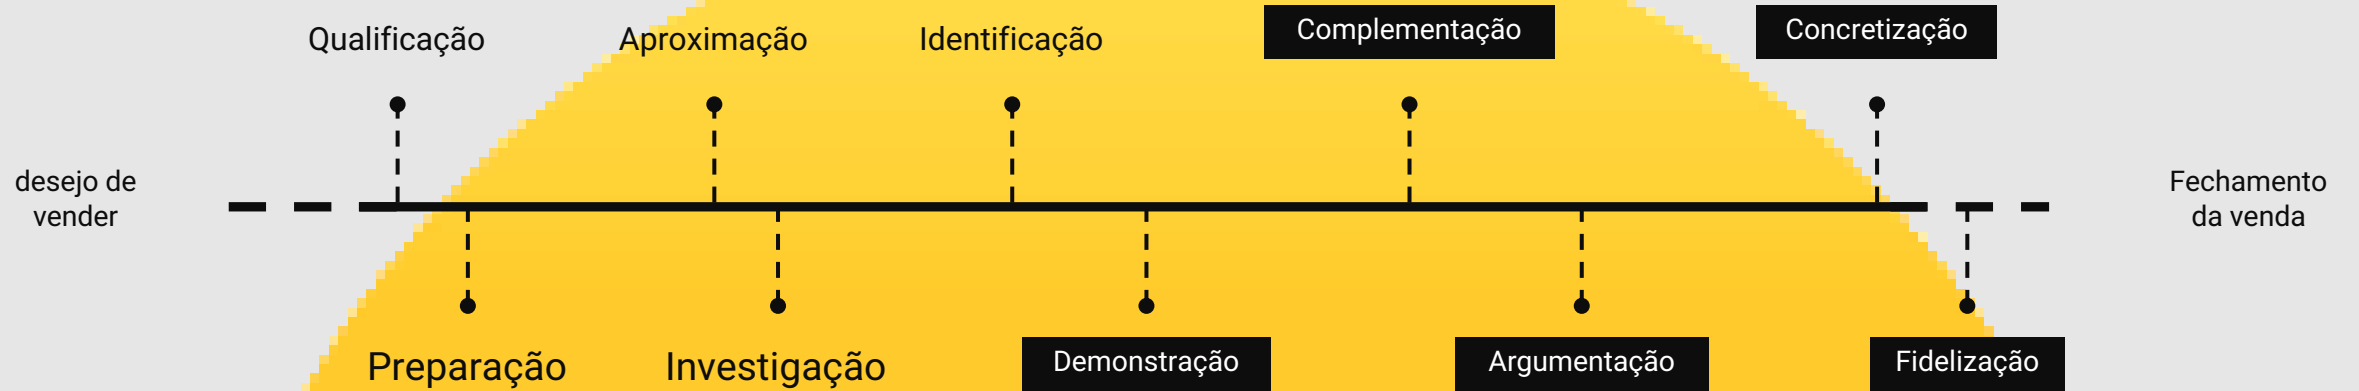 Qualificação
Aproximação
Identificação
Complementação
Concretização
desejo de
vender
Fechamento
da venda
Preparação
Investigação
Demonstração
Argumentação
Fidelização